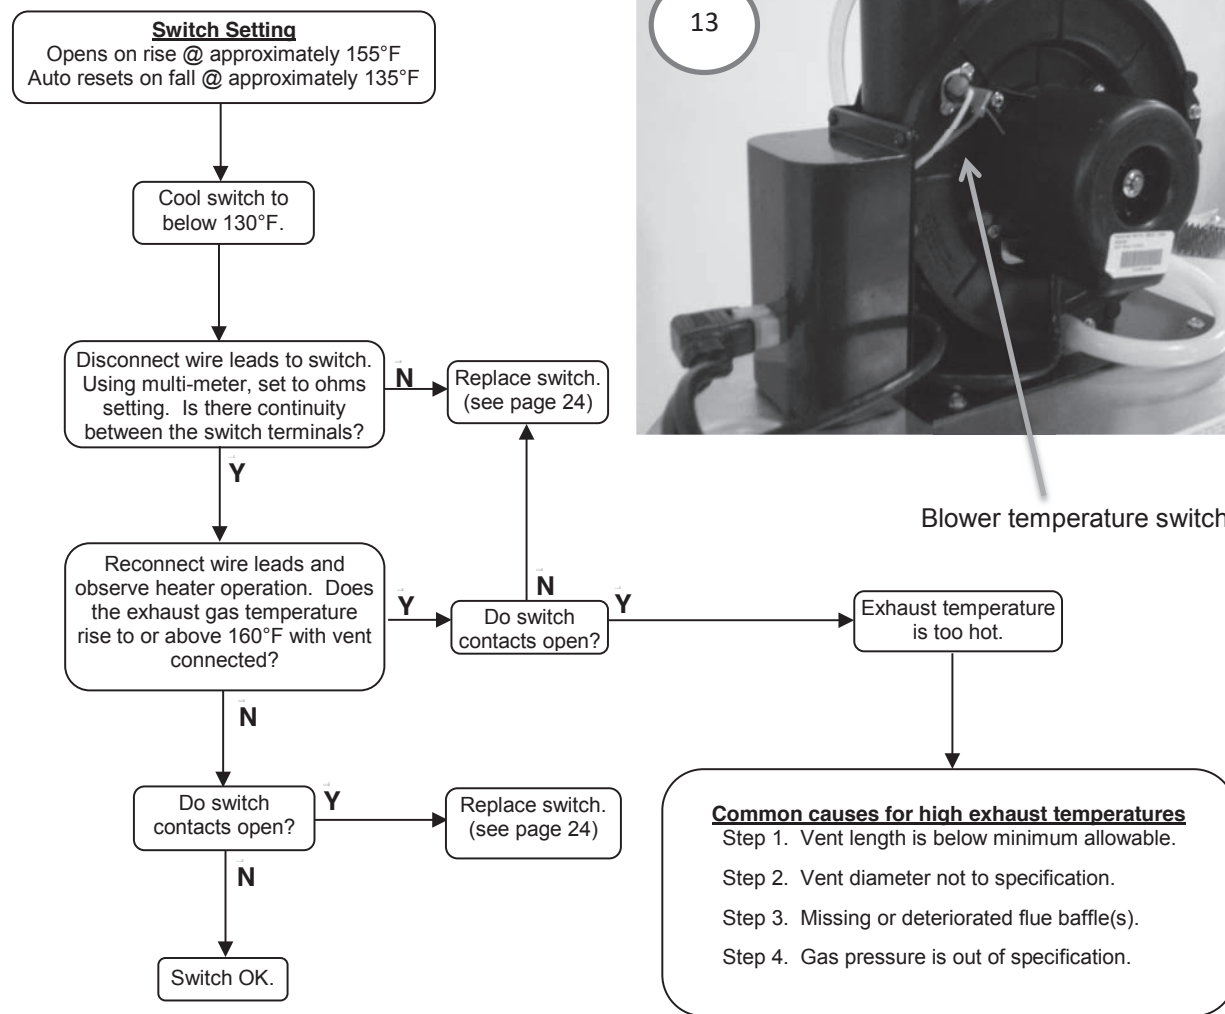 Switch Setting
Opens on rise @ approximately 155°F
Auto resets on fall @ approximately 135°F
13
Cool switch to
below 130°F.
Disconnect wire leads to switch.
Using multi-meter, set to ohms
setting. Is there continuity
between the switch terminals?
N
Replace switch.
(see page 24)
Y
Blower temperature switch
Reconnect wire leads and
observe heater operation. Does
the exhaust gas temperature
rise to or above 160°F with vent
connected?
Y
N
Do switch
contacts open?
Y
Exhaust temperature
is too hot.
N
Do switch
contacts open?
Y
Replace switch.
(see page 24)
N
Switch OK.
Common causes for high exhaust temperatures
Step 1. Vent length is below minimum allowable.
Step 2. Vent diameter not to specification.
Step 3. Missing or deteriorated flue baffle(s).
Step 4. Gas pressure is out of specification.